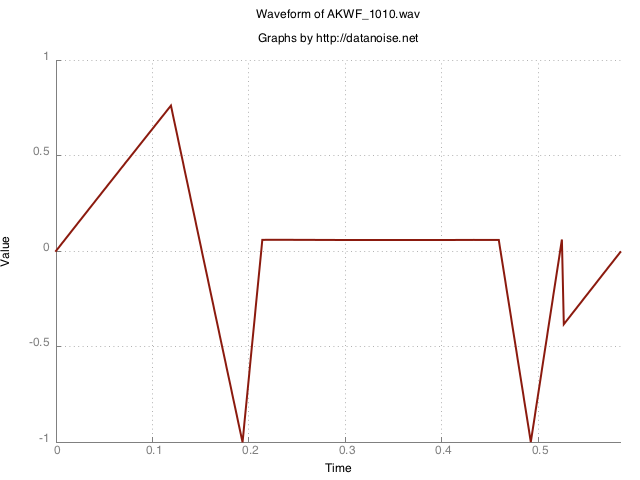 Waveform of AKWF_1010.wav
Graphs by http://datanoise.net
1
0.5
0
-0.5
-1
Value
0 0.1 0.2 0.3 0.4 0.5
Time